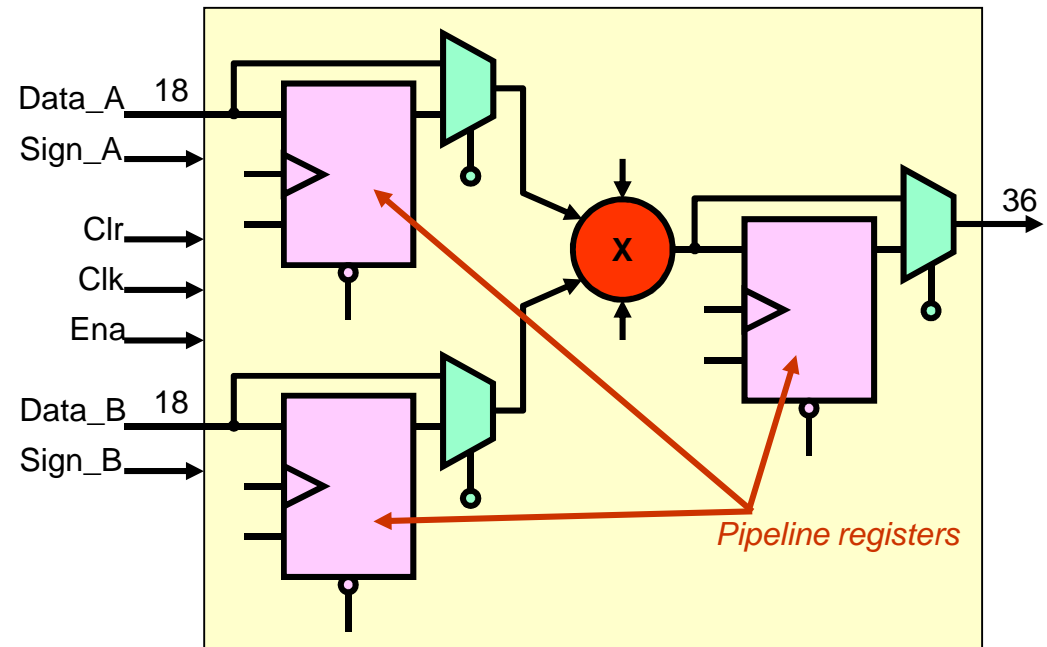 Data_A
18
Sign_A
Clr
Clk
Ena
Data_B
18
Sign_B
X
36
Pipeline registers